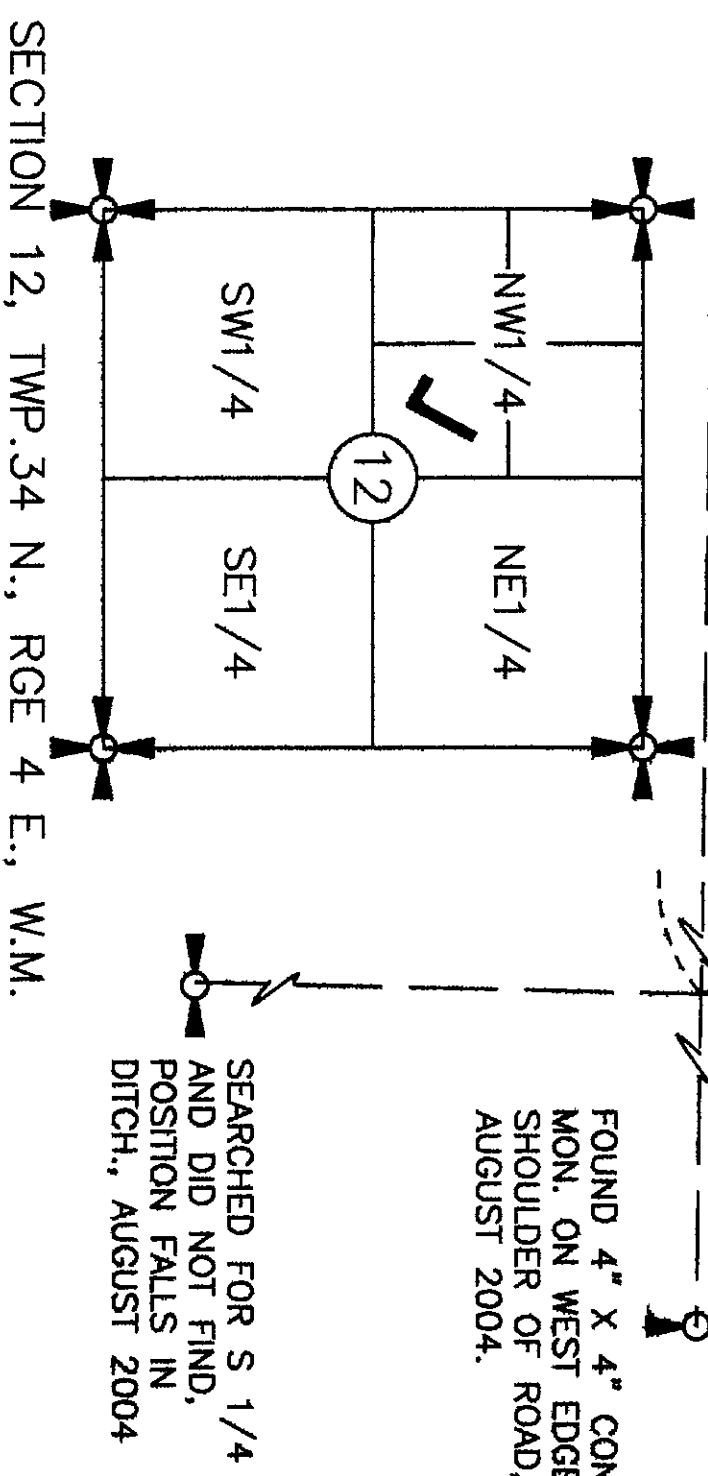 NW1/4
NE1/4
12
SW1/4
SE1/4
SECTION 12, TWP.34 N., RGE 4 E., W.M.
FOUND 4" X 4" CON
MON. ON WEST EDGE
SHOULDER OF ROAD,
AUGUST 2004.
SEARCHED FOR S 1/4
AND DID NOT FIND,
POSITION FALLS IN
DITCH., AUGUST 2004